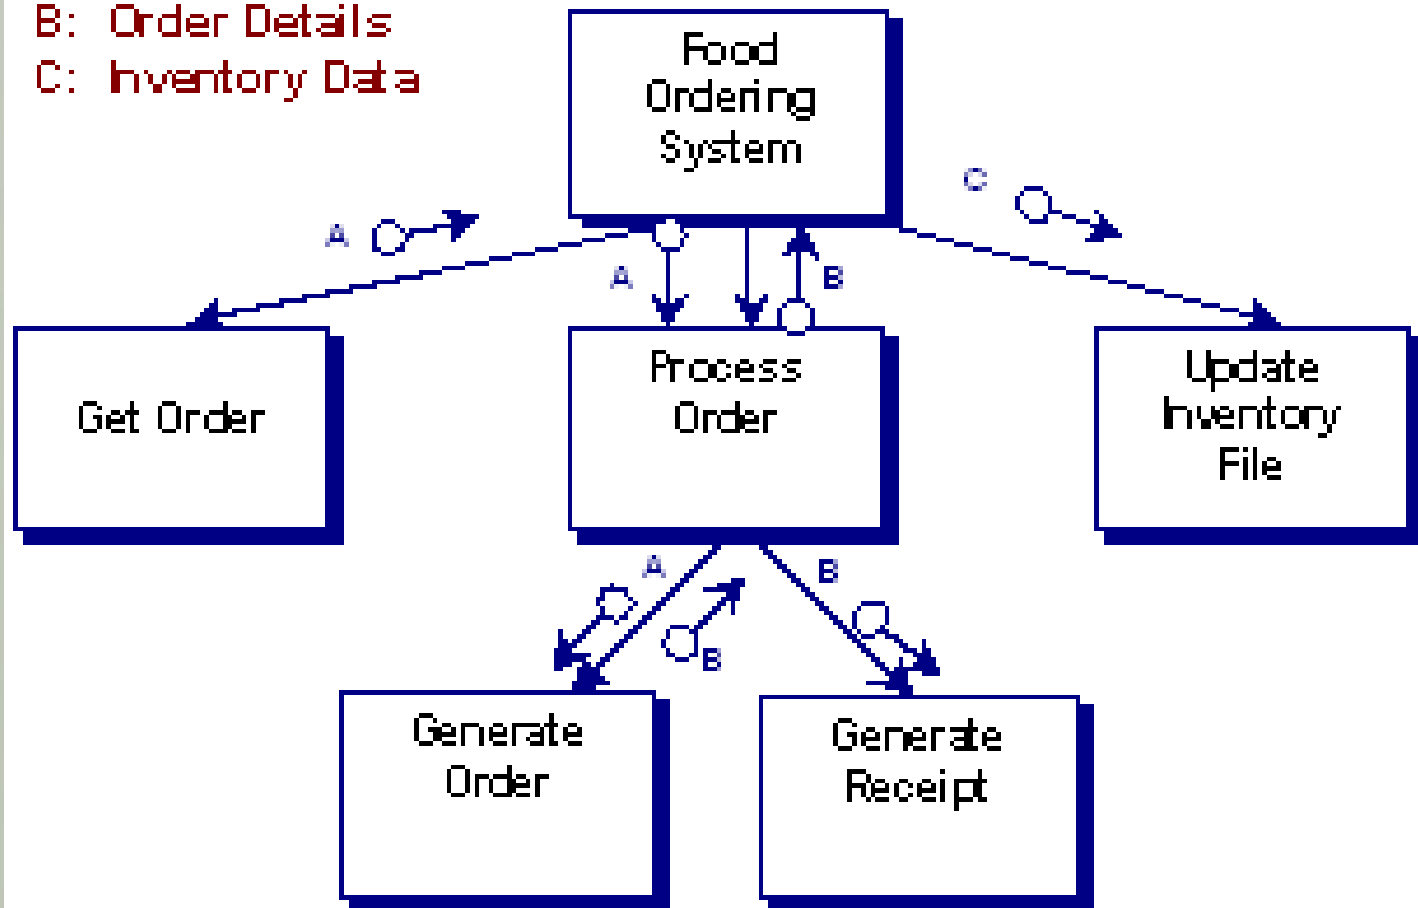 B: Order Details
C: Inventory Data
Food
Ordering
System
C
A
A
B
Get Order
Process
Order
Update
Inventory
File
A
B
B
Generate
Order
Generate
Receipt